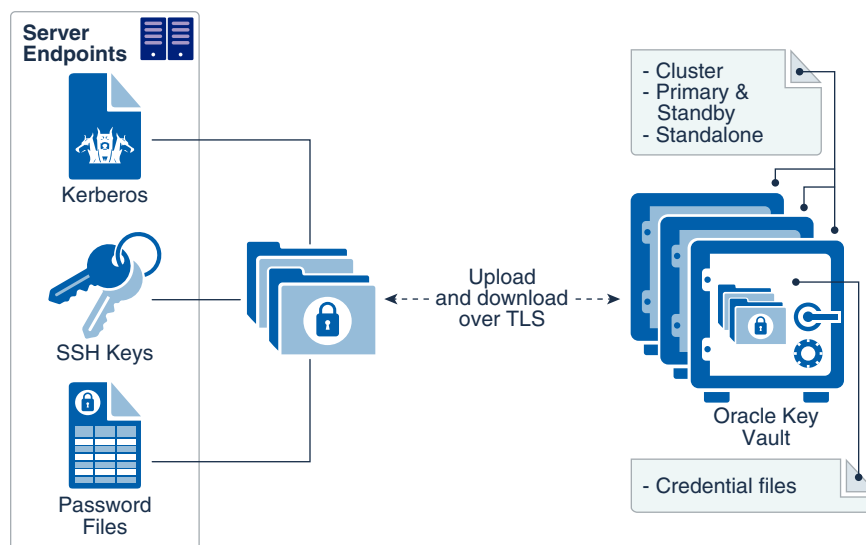 Server
Endpoints
Kerberos
SSH Keys
Password
Files
Upload
and download
over TLS
- Cluster
- Primary &
Standby
- Standalone
Oracle Key
Vault
- Credential files